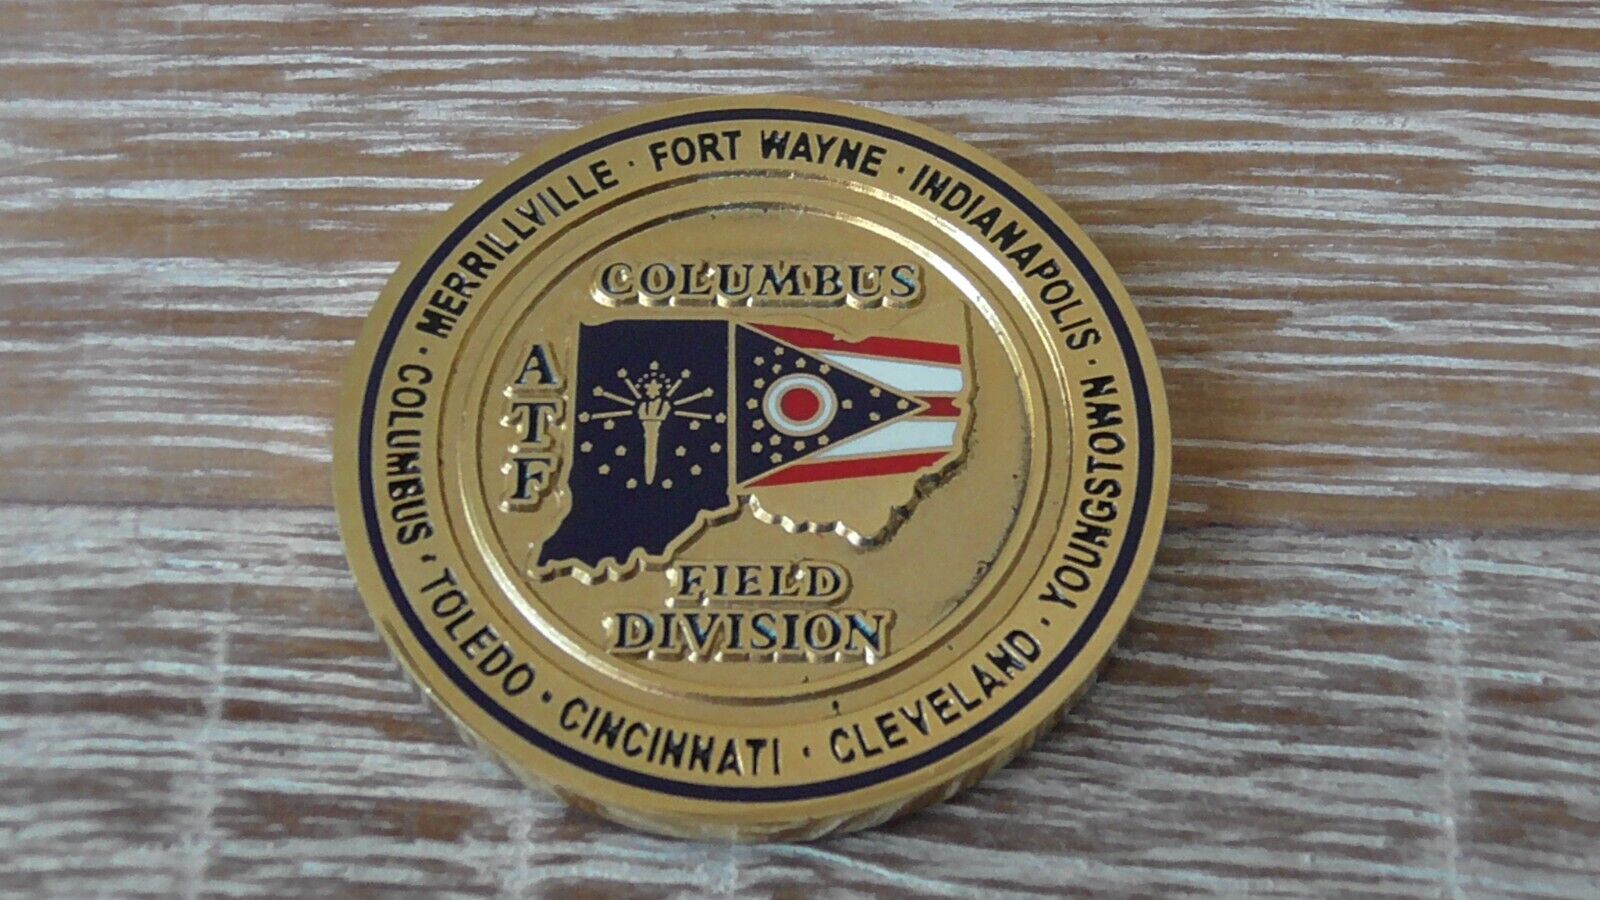 MERRILLVILLE · FORT WAYNE · INDIANAPOLIS · YOUNGSTOWN · CLEVELAND · CINCINNATI · TOLEDO · COLUMBUS ·
COLUMBUS
ATF
FIELD
DIVISION